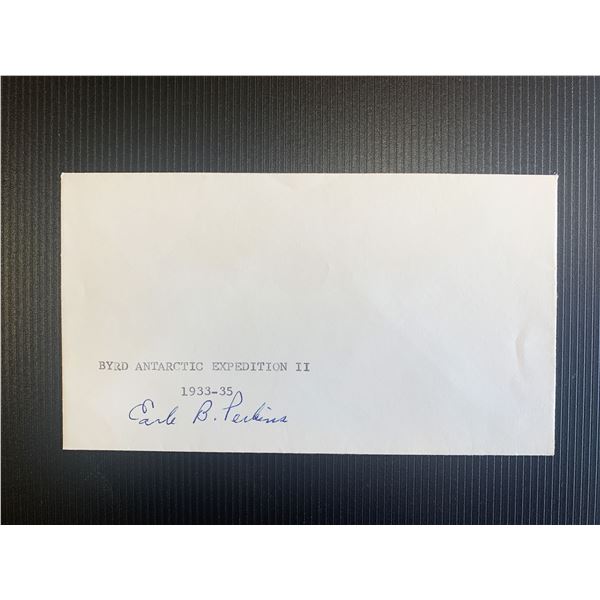 BYRD ANTARCTIC EXPEDITION II
1933-35
Earle B. Perkins